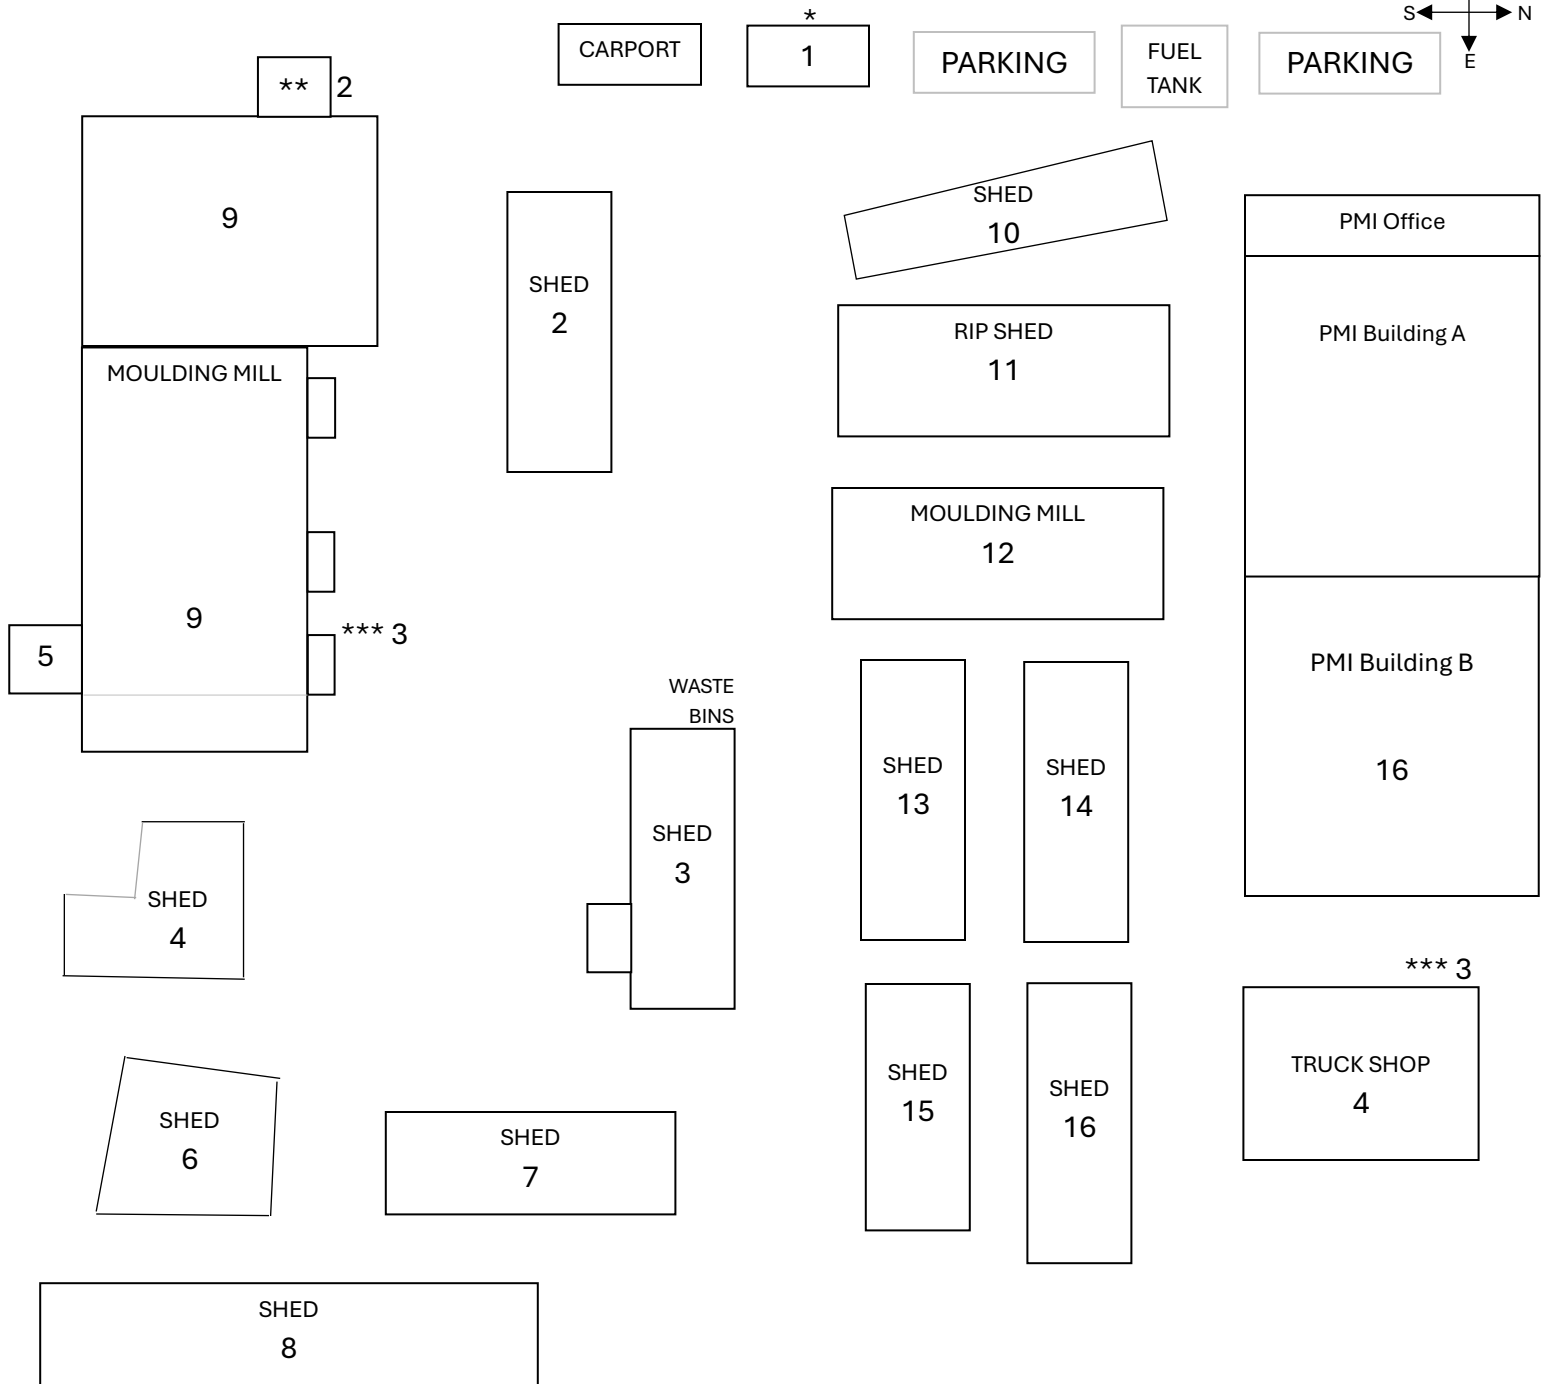 S N
E
*
CARPORT
1
PARKING
FUEL
TANK
PARKING
** 2
9
SHED
2
SHED
10
PMI Office
PMI Building A
RIP SHED
11
MOULDING MILL
9
MOULDING MILL
12
5
*** 3
PMI Building B
16
WASTE
BINS
SHED
3
SHED
13
SHED
14
SHED
4
*** 3
TRUCK SHOP
4
SHED
15
SHED
16
SHED
6
SHED
7
SHED
8